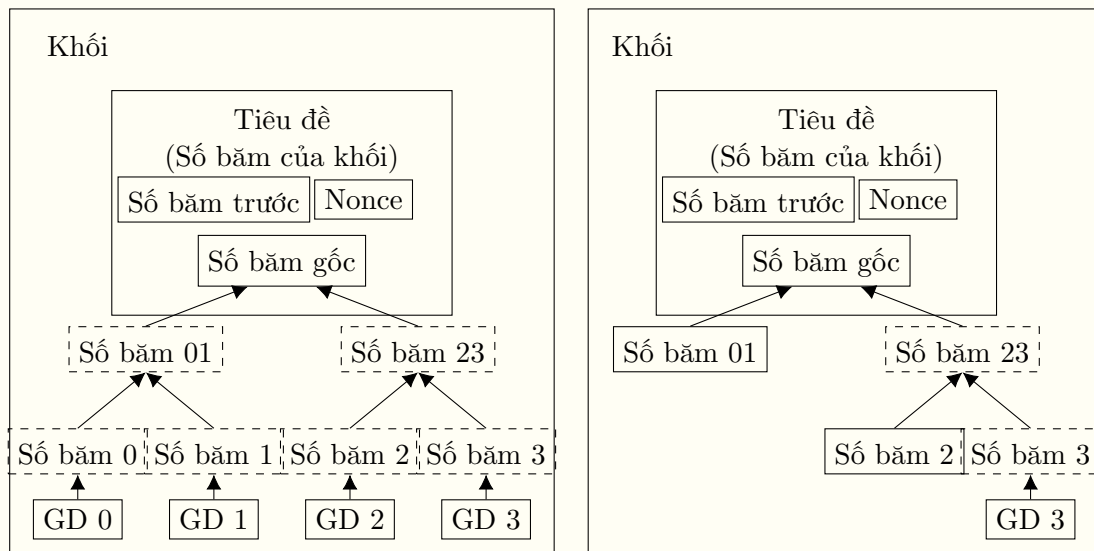 Khối
Tiêu đề
(Số băm của khối)
Số băm trước
Nonce
Số băm gốc
Số băm 01
Số băm 23
Số băm 0
Số băm 1
Số băm 2
Số băm 3
GD 0
GD 1
GD 2
GD 3
Khối
Tiêu đề
(Số băm của khối)
Số băm trước
Nonce
Số băm gốc
Số băm 01
Số băm 23
Số băm 2
Số băm 3
GD 3